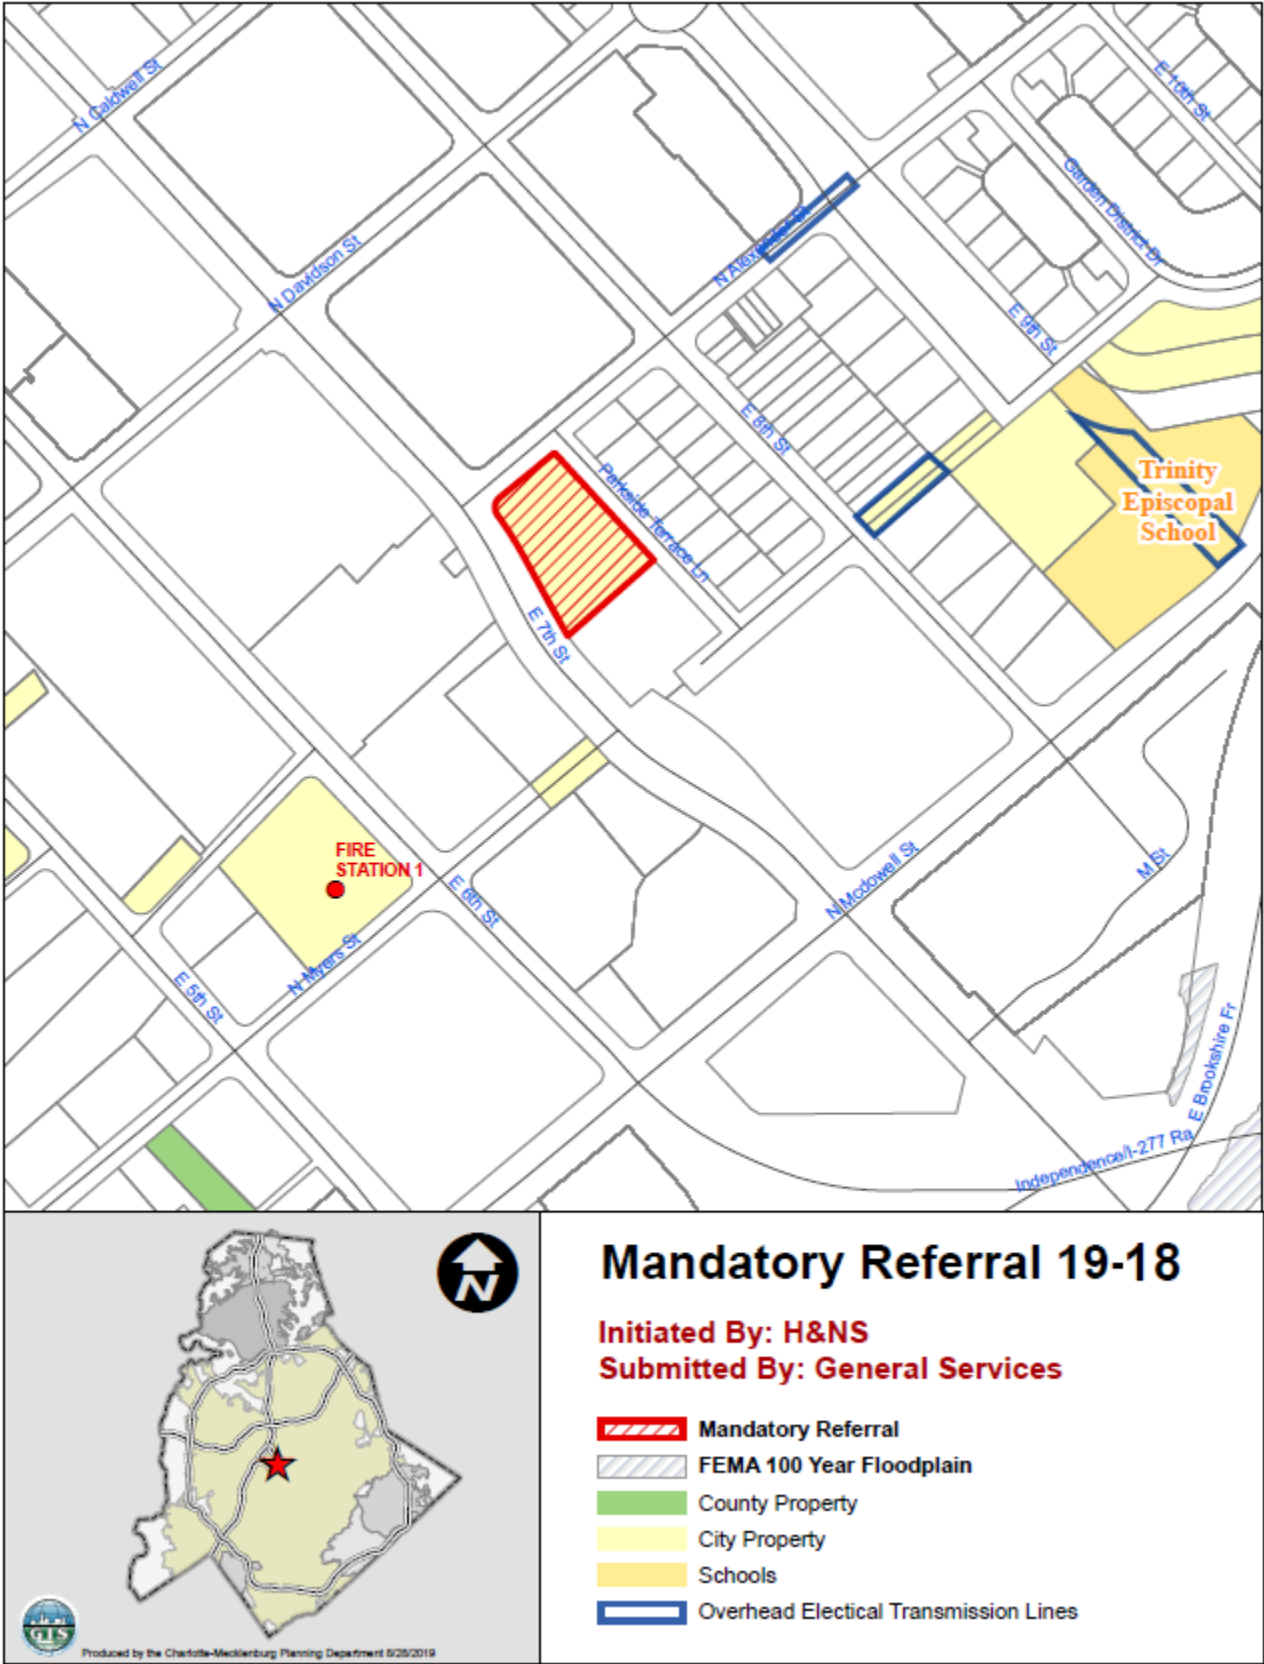 N Caldwell St
E 10th St
Garden District Dr
N Alexander St
N Davidson St
E 9th St
E 8th St
Parkside Terrace Ln
Trinity
Episcopal
School
E 7th St
FIRE
STATION 1
E 6th St
N Mcdowell St
M St
N Myers St
E 5th St
E Brookshire Fr
Independence/I-277 Ra
N
Mandatory Referral 19-18
Initiated By: H&NS
Submitted By: General Services
Mandatory Referral
FEMA 100 Year Floodplain
County Property
City Property
Schools
Overhead Electical Transmission Lines
GIS
Produced by the Charlotte-Mecklenburg Planning Department 8/28/2019